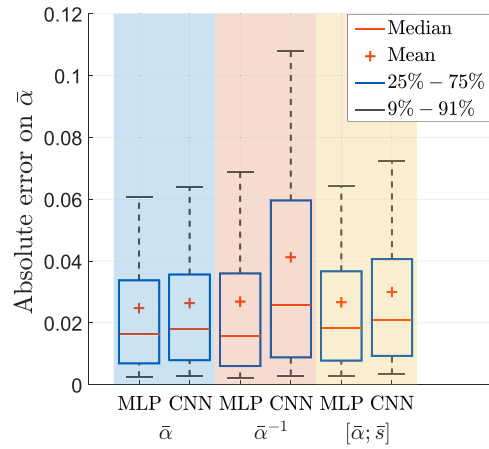 0.12
0.1
0.08
0.06
0.04
0.02
0
Absolute error on ᾱ
Median
Mean
25% − 75%
9% − 91%
MLP CNN MLP CNN MLP CNN
ᾱ ᾱ⁻¹ [ᾱ; s̄]